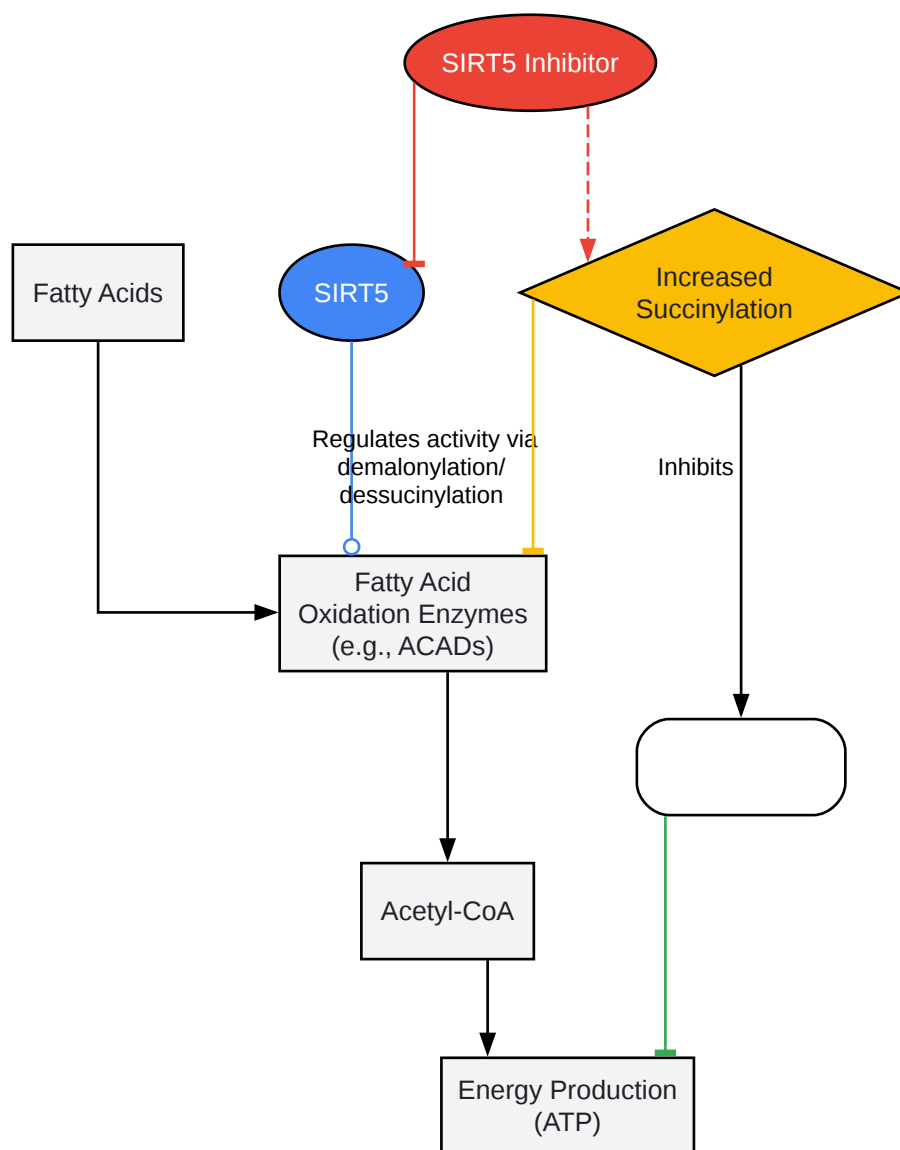 SIRT5 Inhibitor
Fatty Acids
SIRT5
Increased
Succinylation
Regulates activity via
demalonylation/
dessucinylation
Inhibits
Fatty Acid
Oxidation Enzymes
(e.g., ACADs)
Acetyl-CoA
Energy Production
(ATP)